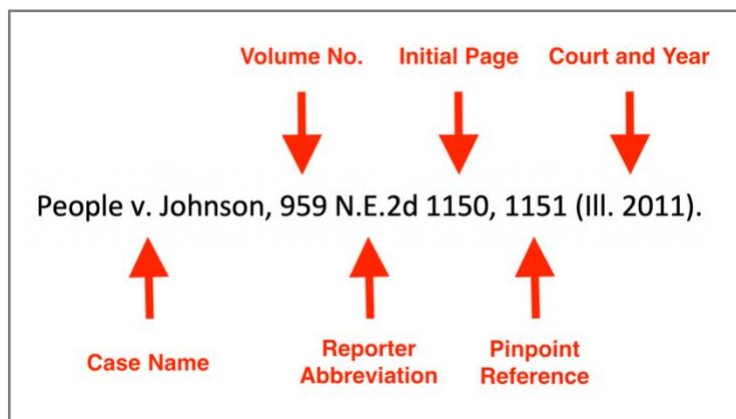 Volume No. Initial Page Court and Year
People v. Johnson, 959 N.E.2d 1150, 1151 (Ill. 2011).
Case Name Reporter Abbreviation Pinpoint Reference